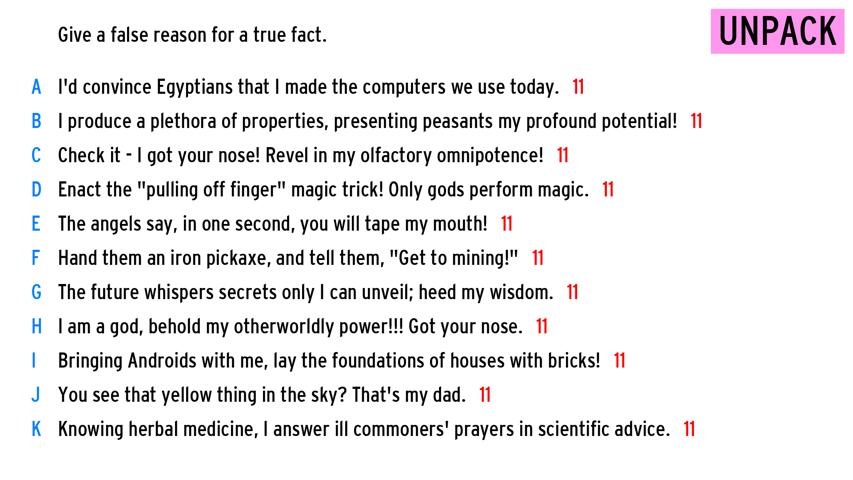 Give a false reason for a true fact.
UNPACK
A I'd convince Egyptians that I made the computers we use today. 11
B I produce a plethora of properties, presenting peasants my profound potential! 11
C Check it - I got your nose! Revel in my olfactory omnipotence! 11
D Enact the "pulling off finger" magic trick! Only gods perform magic. 11
E The angels say, in one second, you will tape my mouth! 11
F Hand them an iron pickaxe, and tell them, "Get to mining!" 11
G The future whispers secrets only I can unveil; heed my wisdom. 11
H I am a god, behold my otherworldly power!!! Got your nose. 11
I Bringing Androids with me, lay the foundations of houses with bricks! 11
J You see that yellow thing in the sky? That's my dad. 11
K Knowing herbal medicine, I answer ill commoners' prayers in scientific advice. 11